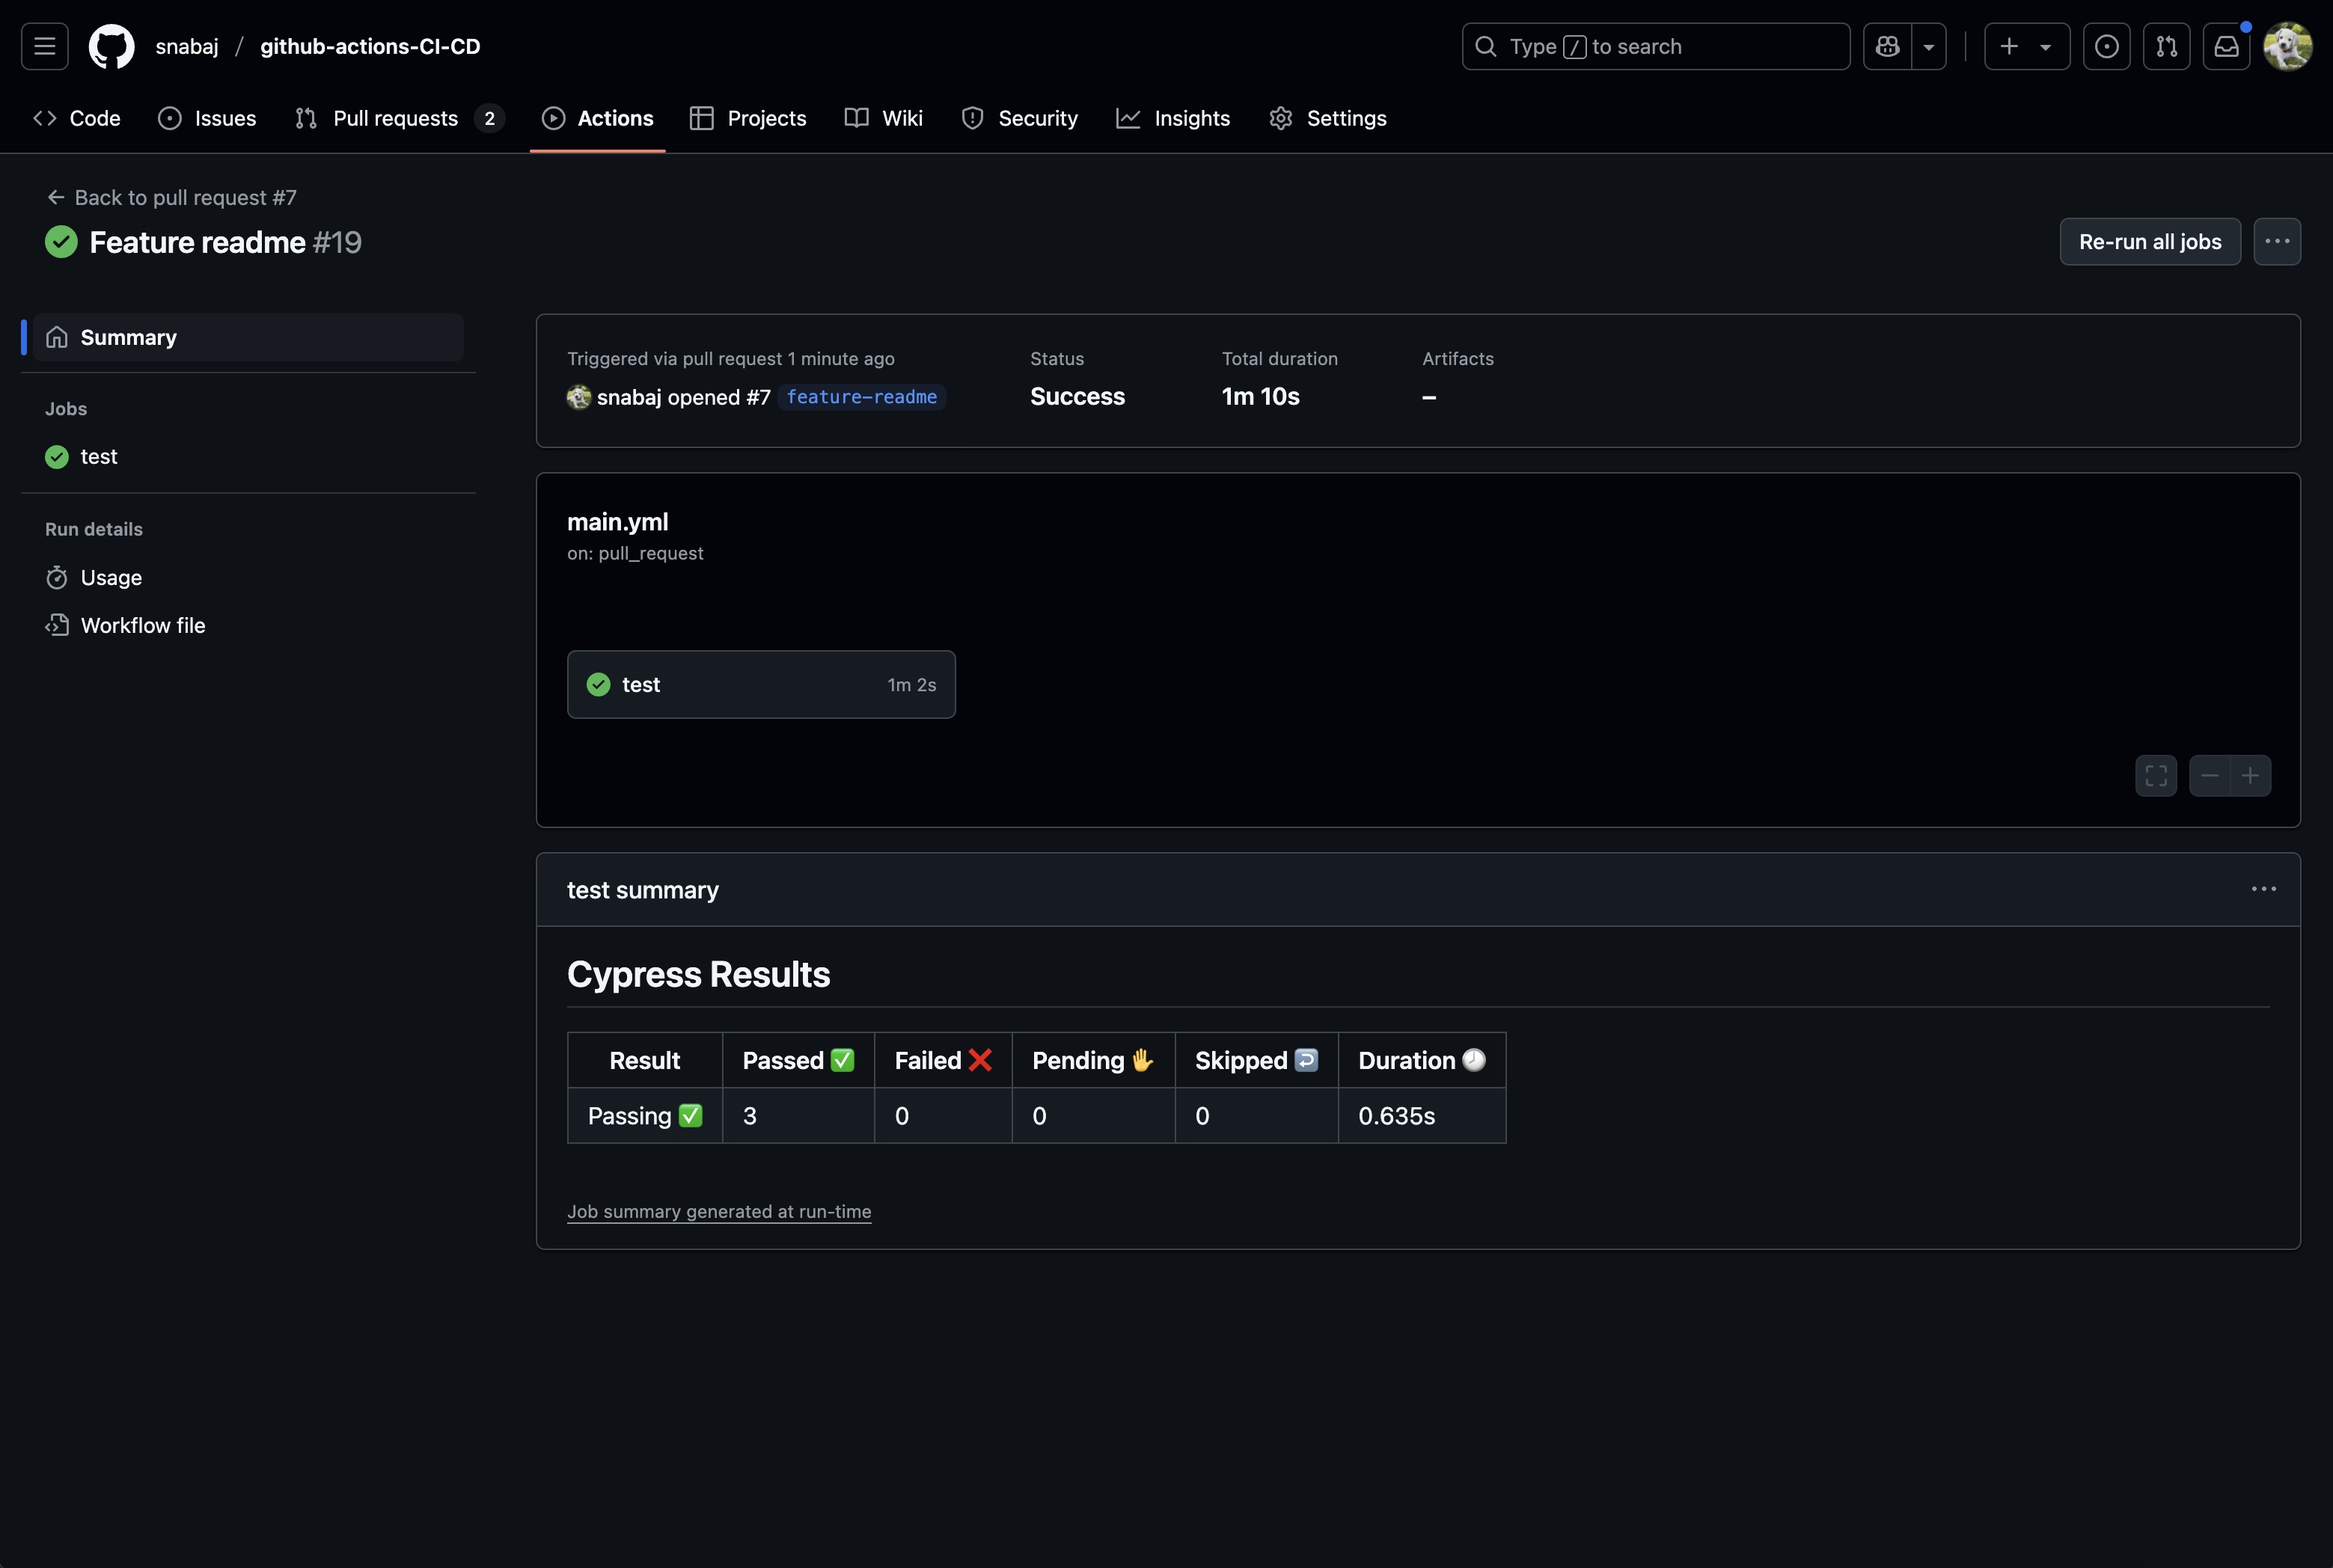 snabaj / github-actions-CI-CD
Type / to search
Code
Issues
Pull requests 2
Actions
Projects
Wiki
Security
Insights
Settings
Back to pull request #7
Feature readme #19
Re-run all jobs
Summary
Jobs
test
Run details
Usage
Workflow file
Triggered via pull request 1 minute ago
snabaj opened #7 feature-readme
Status
Success
Total duration
1m 10s
Artifacts
–
main.yml
on: pull_request
test 1m 2s
test summary
Cypress Results
Result Passed ✅ Failed ❌ Pending ✋ Skipped ↩️ Duration 🕗
Passing ✅ 3 0 0 0 0.635s
Job summary generated at run-time